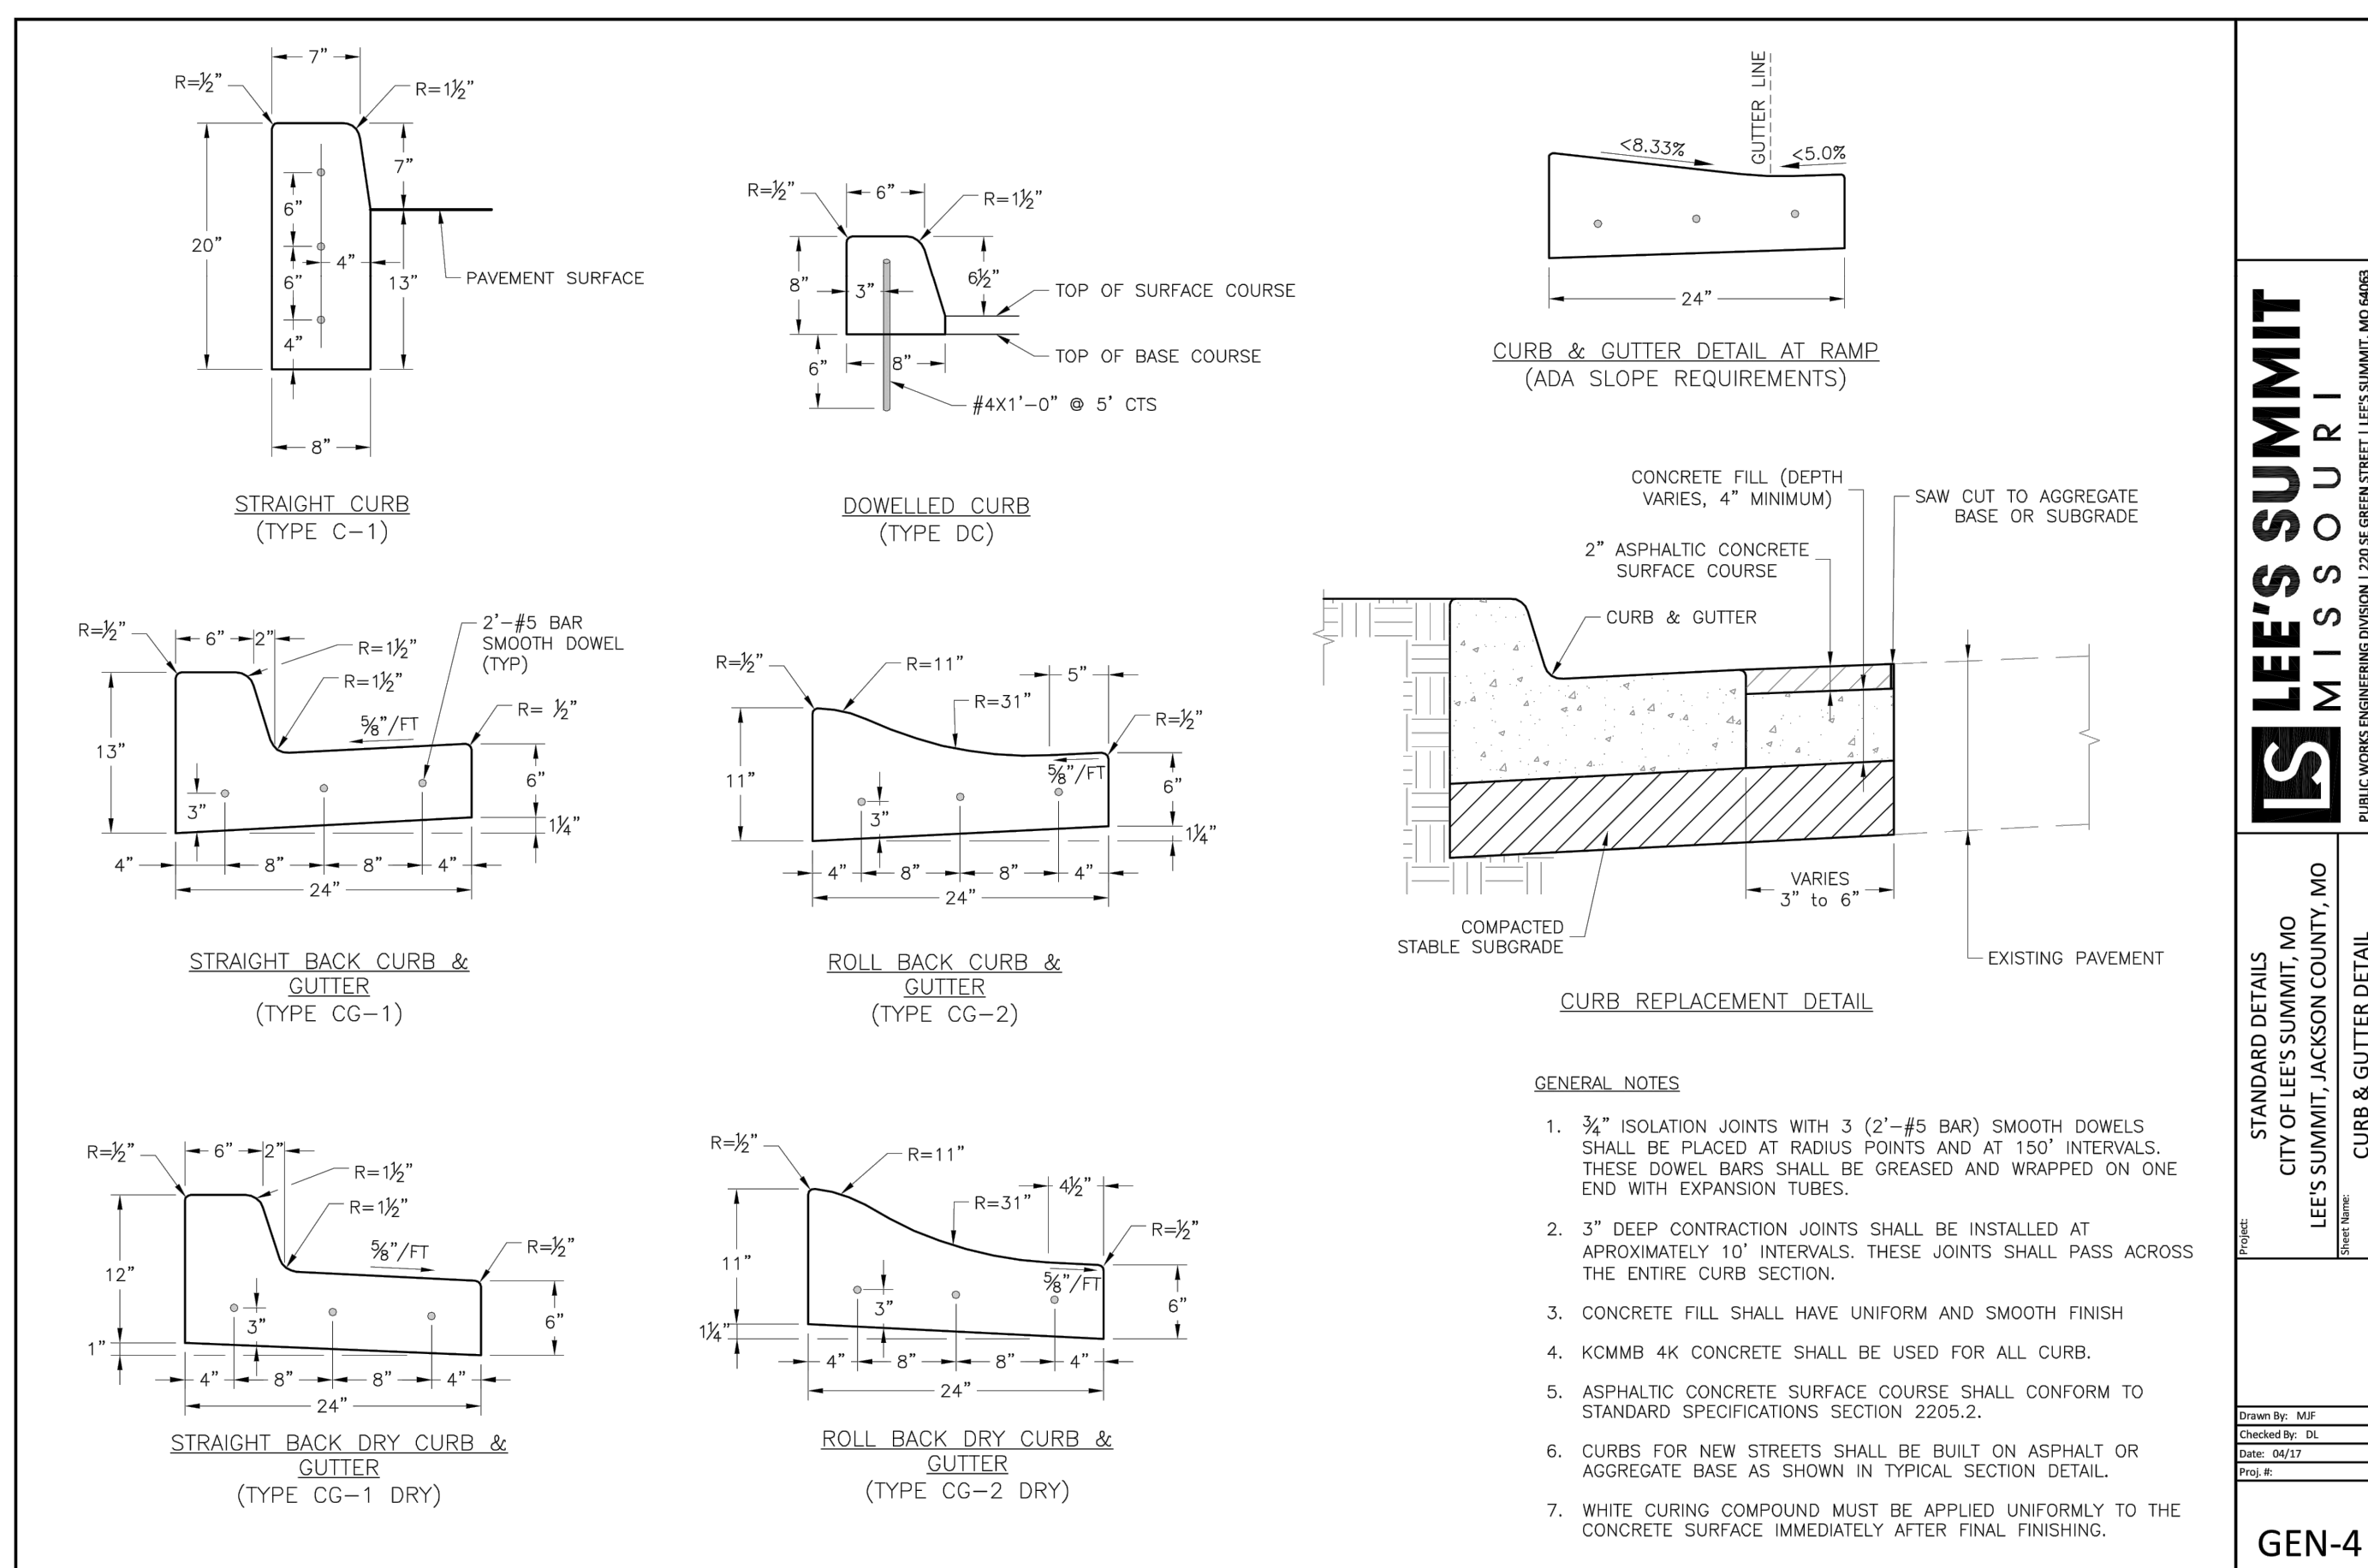 7”
R=½”
R=1½”
7”
20”
6”
6”
4”
4”
13”
PAVEMENT SURFACE
8”
STRAIGHT CURB
(TYPE C-1)
R=½”
6”
R=1½”
8”
3”
6½”
TOP OF SURFACE COURSE
TOP OF BASE COURSE
6”
8”
#4X1'-0” @ 5' CTS
DOWELLED CURB
(TYPE DC)
GUTTER LINE
<8.33%
<5.0%
24”
CURB & GUTTER DETAIL AT RAMP
(ADA SLOPE REQUIREMENTS)
R=½”
6”
2”
R=1½”
R=1½”
2'-#5 BAR
SMOOTH DOWEL
(TYP)
⅝”/FT
R= ½”
13”
3”
6”
1¼”
4”
8”
8”
4”
24”
STRAIGHT BACK CURB &
GUTTER
(TYPE CG-1)
R=½”
R=11”
R=31”
5”
R=½”
11”
⅝”/FT
3”
6”
1¼”
4”
8”
8”
4”
24”
ROLL BACK CURB &
GUTTER
(TYPE CG-2)
CONCRETE FILL (DEPTH
VARIES, 4” MINIMUM)
SAW CUT TO AGGREGATE
BASE OR SUBGRADE
2” ASPHALTIC CONCRETE
SURFACE COURSE
CURB & GUTTER
VARIES
3” to 6”
COMPACTED
STABLE SUBGRADE
EXISTING PAVEMENT
CURB REPLACEMENT DETAIL
R=½”
6”
2”
R=1½”
R=1½”
⅝”/FT
R=½”
12”
3”
6”
1”
4”
8”
8”
4”
24”
STRAIGHT BACK DRY CURB &
GUTTER
(TYPE CG-1 DRY)
R=½”
R=11”
R=31”
4½”
R=½”
11”
⅝”/FT
3”
6”
1¼”
4”
8”
8”
4”
24”
ROLL BACK DRY CURB &
GUTTER
(TYPE CG-2 DRY)
GENERAL NOTES
1. ¾” ISOLATION JOINTS WITH 3 (2'-#5 BAR) SMOOTH DOWELS
SHALL BE PLACED AT RADIUS POINTS AND AT 150' INTERVALS.
THESE DOWEL BARS SHALL BE GREASED AND WRAPPED ON ONE
END WITH EXPANSION TUBES.
2. 3” DEEP CONTRACTION JOINTS SHALL BE INSTALLED AT
APROXIMATELY 10' INTERVALS. THESE JOINTS SHALL PASS ACROSS
THE ENTIRE CURB SECTION.
3. CONCRETE FILL SHALL HAVE UNIFORM AND SMOOTH FINISH
4. KCMMB 4K CONCRETE SHALL BE USED FOR ALL CURB.
5. ASPHALTIC CONCRETE SURFACE COURSE SHALL CONFORM TO
STANDARD SPECIFICATIONS SECTION 2205.2.
6. CURBS FOR NEW STREETS SHALL BE BUILT ON ASPHALT OR
AGGREGATE BASE AS SHOWN IN TYPICAL SECTION DETAIL.
7. WHITE CURING COMPOUND MUST BE APPLIED UNIFORMLY TO THE
CONCRETE SURFACE IMMEDIATELY AFTER FINAL FINISHING.
LS
LEE'S SUMMIT
MISSOURI
PUBLIC WORKS ENGINEERING DIVISION | 220 SE GREEN STREET | LEE'S SUMMIT, MO 64063
Project:
STANDARD DETAILS
CITY OF LEE'S SUMMIT, MO
LEE'S SUMMIT, JACKSON COUNTY, MO
Sheet Name:
CURB & GUTTER DETAIL
Drawn By: MJF
Checked By: DL
Date: 04/17
Proj. #:
GEN-4